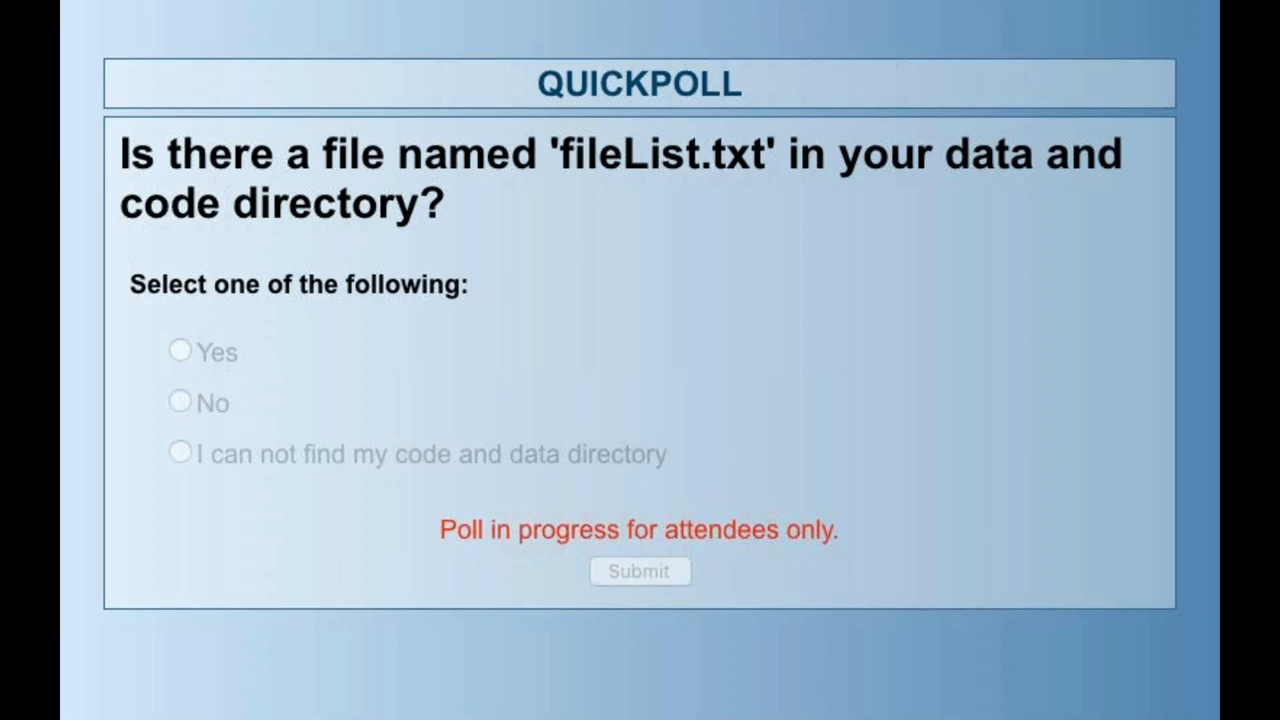 QUICKPOLL
Is there a file named 'fileList.txt' in your data and
code directory?
Select one of the following:
Yes
No
I can not find my code and data directory
Poll in progress for attendees only.
Submit